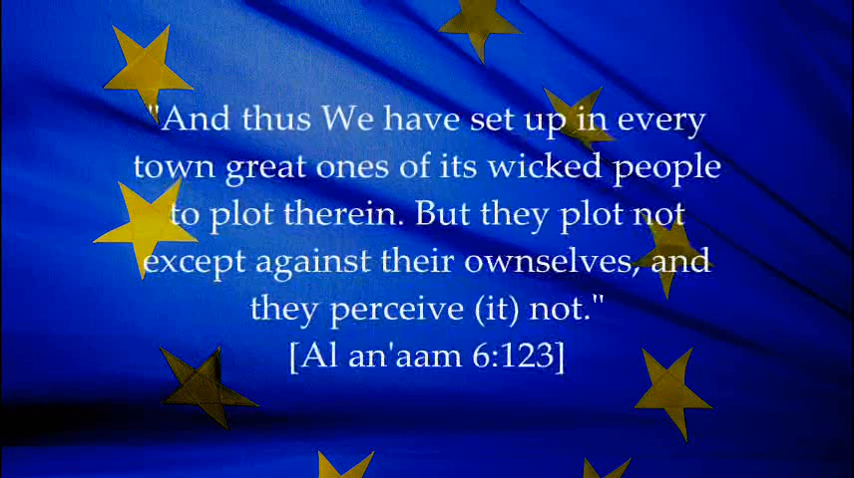 "And thus We have set up in every
town great ones of its wicked people
to plot therein. But they plot not
except against their ownselves, and
they perceive (it) not."
[Al an'aam 6:123]